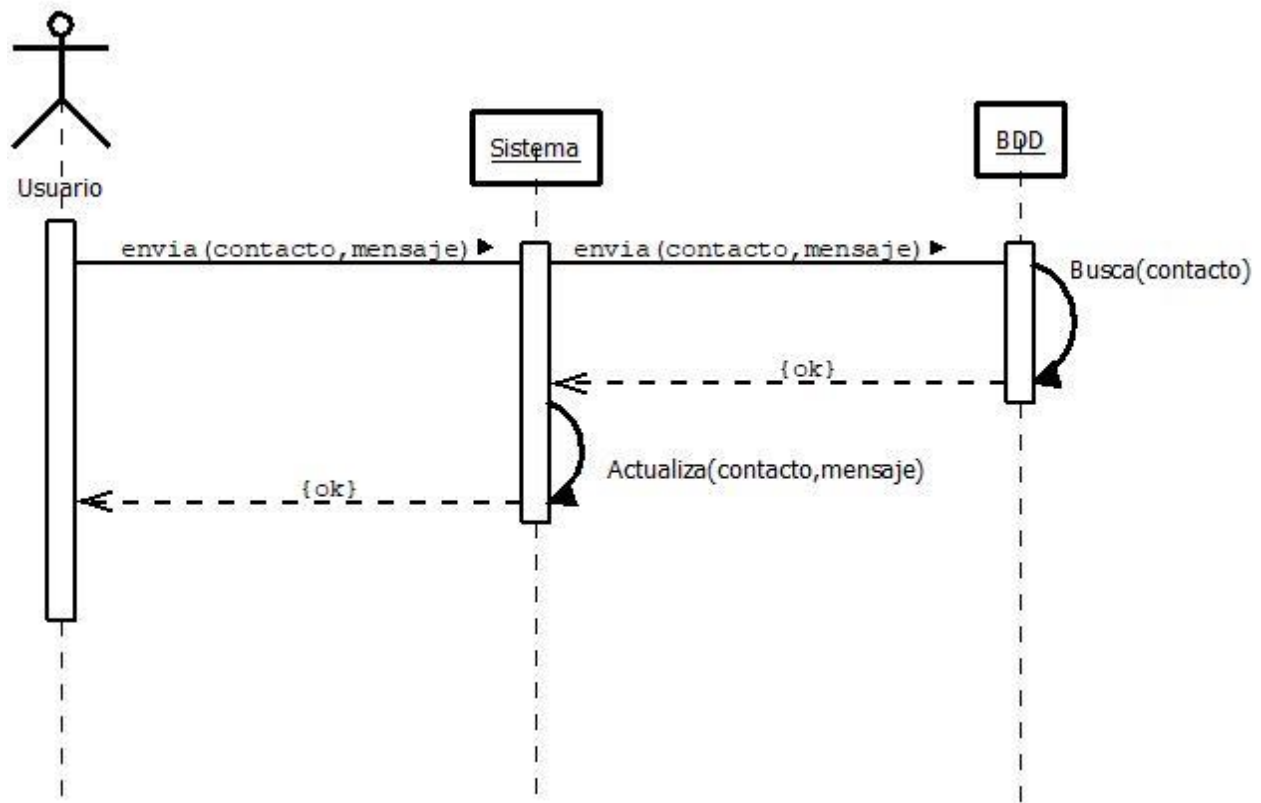 Sistema
BDD
Usuario
envia(contacto,mensaje)
envia(contacto,mensaje)
Busca(contacto)
{ok}
Actualiza(contacto,mensaje)
{ok}